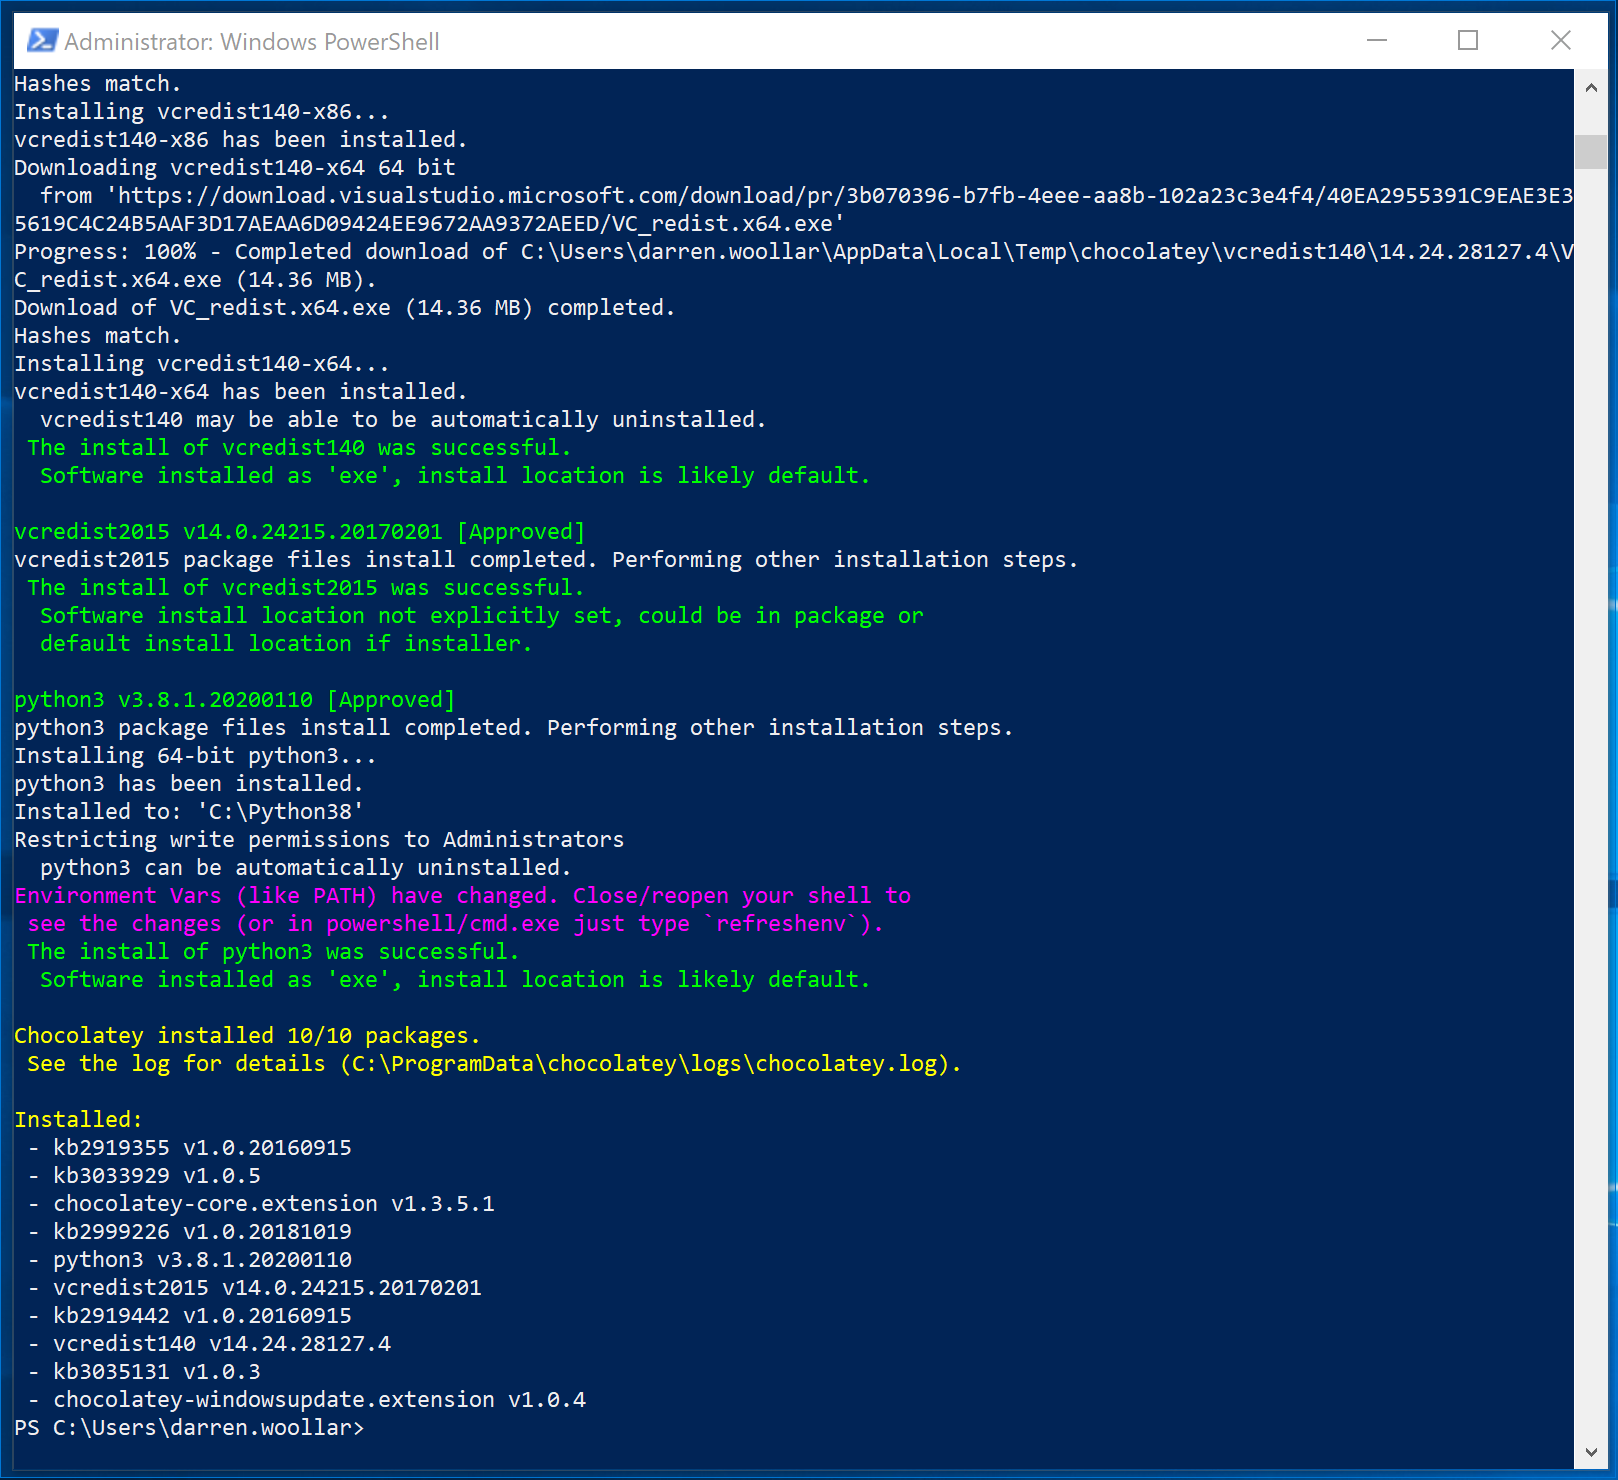 Administrator: Windows PowerShell
Hashes match.
Installing vcredist140-x86...
vcredist140-x86 has been installed.
Downloading vcredist140-x64 64 bit
  from 'https://download.visualstudio.microsoft.com/download/pr/3b070396-b7fb-4eee-aa8b-102a23c3e4f4/40EA2955391C9EAE3E3
5619C4C24B5AAF3D17AEAA6D09424EE9672AA9372AEED/VC_redist.x64.exe'
Progress: 100% - Completed download of C:\Users\darren.woollar\AppData\Local\Temp\chocolatey\vcredist140\14.24.28127.4\V
C_redist.x64.exe (14.36 MB).
Download of VC_redist.x64.exe (14.36 MB) completed.
Hashes match.
Installing vcredist140-x64...
vcredist140-x64 has been installed.
  vcredist140 may be able to be automatically uninstalled.
 The install of vcredist140 was successful.
  Software installed as 'exe', install location is likely default.

vcredist2015 v14.0.24215.20170201 [Approved]
vcredist2015 package files install completed. Performing other installation steps.
 The install of vcredist2015 was successful.
  Software install location not explicitly set, could be in package or
  default install location if installer.

python3 v3.8.1.20200110 [Approved]
python3 package files install completed. Performing other installation steps.
Installing 64-bit python3...
python3 has been installed.
Installed to: 'C:\Python38'
Restricting write permissions to Administrators
  python3 can be automatically uninstalled.
Environment Vars (like PATH) have changed. Close/reopen your shell to
 see the changes (or in powershell/cmd.exe just type `refreshenv`).
 The install of python3 was successful.
  Software installed as 'exe', install location is likely default.

Chocolatey installed 10/10 packages.
 See the log for details (C:\ProgramData\chocolatey\logs\chocolatey.log).

Installed:
 - kb2919355 v1.0.20160915
 - kb3033929 v1.0.5
 - chocolatey-core.extension v1.3.5.1
 - kb2999226 v1.0.20181019
 - python3 v3.8.1.20200110
 - vcredist2015 v14.0.24215.20170201
 - kb2919442 v1.0.20160915
 - vcredist140 v14.24.28127.4
 - kb3035131 v1.0.3
 - chocolatey-windowsupdate.extension v1.0.4
PS C:\Users\darren.woollar>